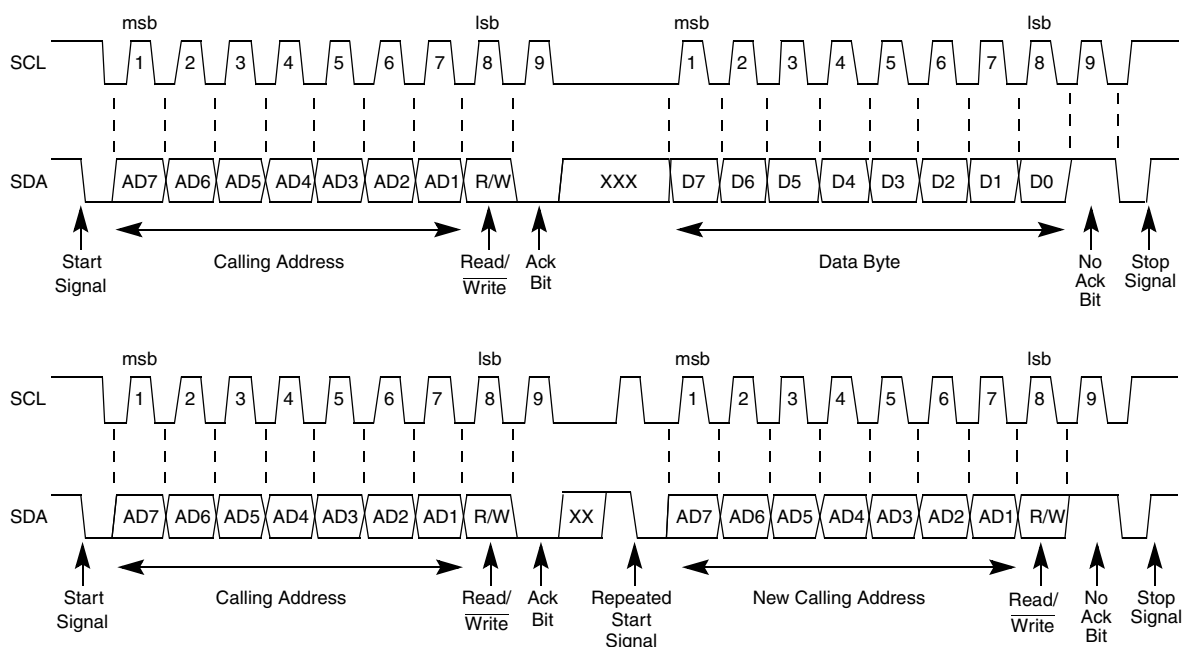 msb lsb msb lsb
SCL 1 2 3 4 5 6 7 8 9 1 2 3 4 5 6 7 8 9
SDA AD7 AD6 AD5 AD4 AD3 AD2 AD1 R/W XXX D7 D6 D5 D4 D3 D2 D1 D0
Start
Signal
Calling Address
Read/
Write
Ack
Bit
Data Byte
No
Ack
Bit
Stop
Signal
msb lsb msb lsb
SCL 1 2 3 4 5 6 7 8 9 1 2 3 4 5 6 7 8 9
SDA AD7 AD6 AD5 AD4 AD3 AD2 AD1 R/W XX AD7 AD6 AD5 AD4 AD3 AD2 AD1 R/W
Start
Signal
Calling Address
Read/
Write
Ack
Bit
Repeated
Start
Signal
New Calling Address
Read/
Write
No
Ack
Bit
Stop
Signal